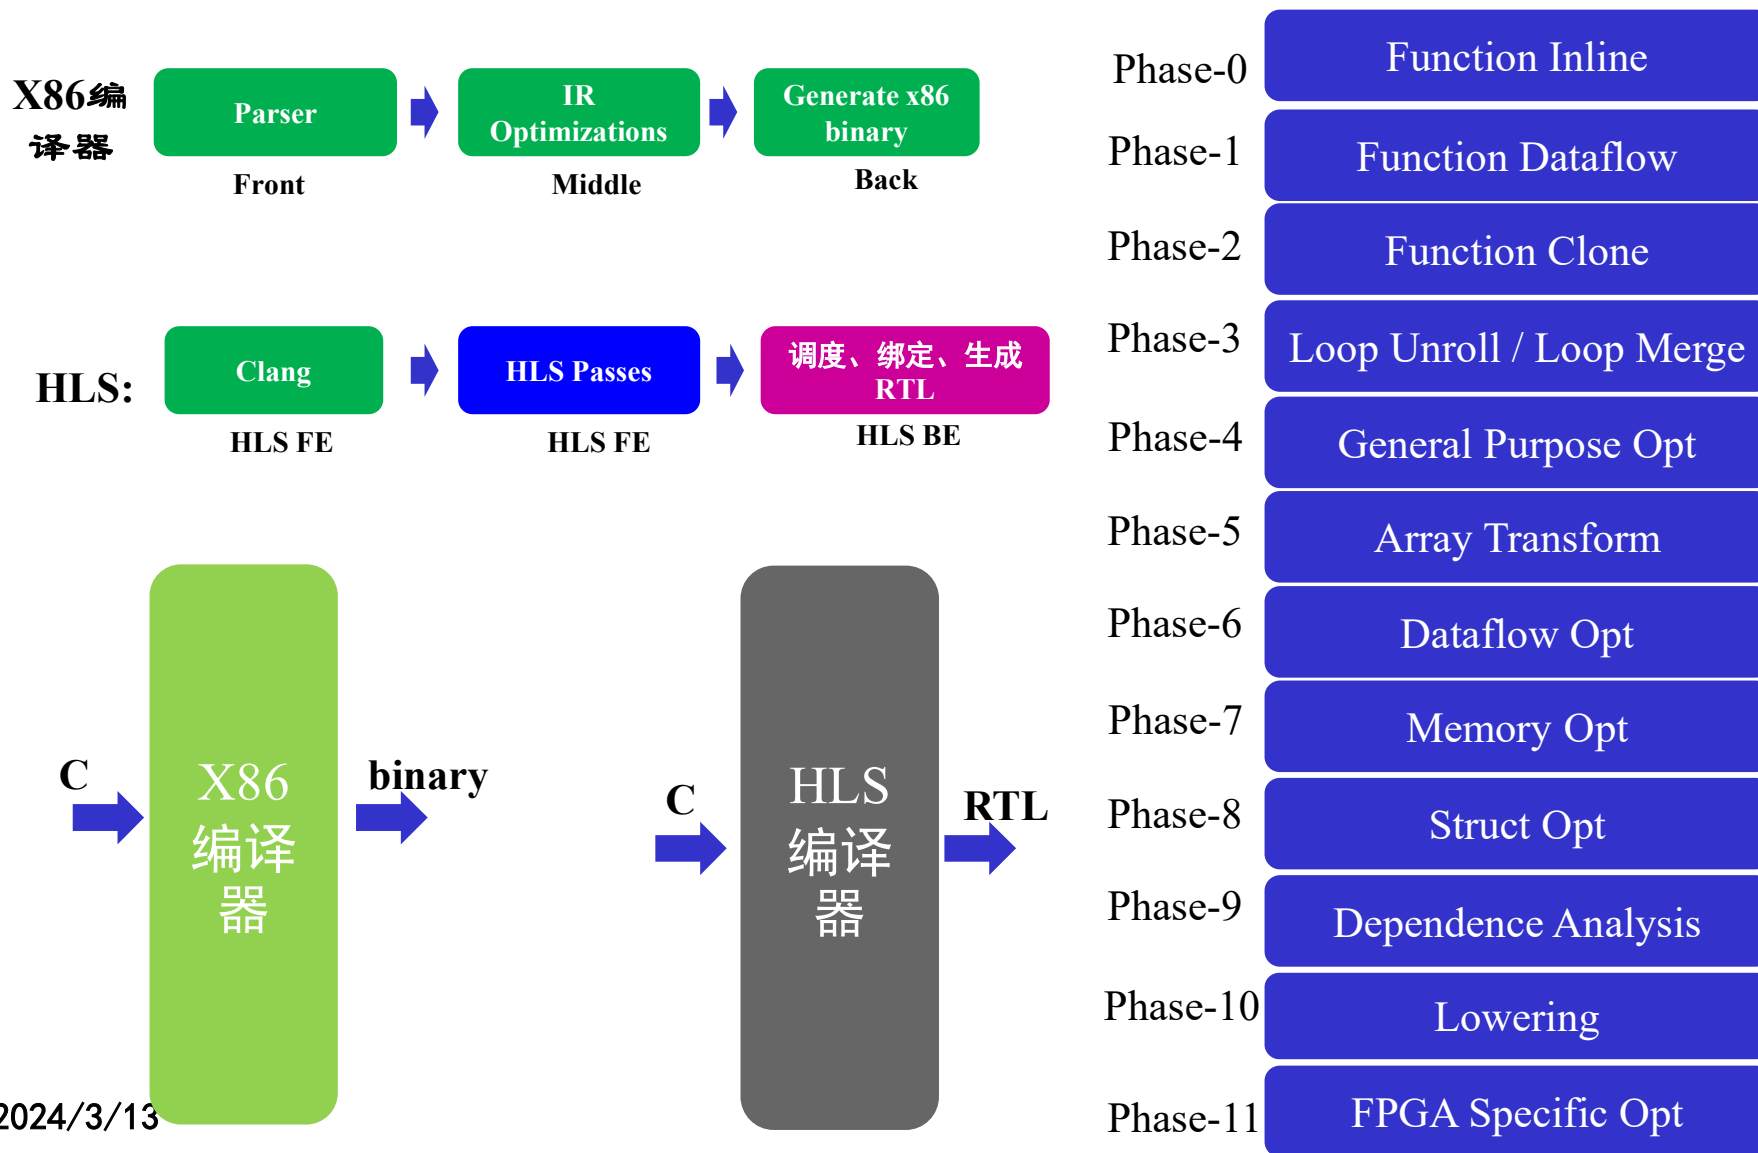 X86编
译器
Parser
Front
IR
Optimizations
Middle
Generate x86
binary
Back
HLS:
Clang
HLS FE
HLS Passes
HLS FE
调度、绑定、生成
RTL
HLS BE
C
X86
编译
器
binary
C
HLS
编译
器
RTL
2024/3/13
Phase-0
Function Inline
Phase-1
Function Dataflow
Phase-2
Function Clone
Phase-3
Loop Unroll / Loop Merge
Phase-4
General Purpose Opt
Phase-5
Array Transform
Phase-6
Dataflow Opt
Phase-7
Memory Opt
Phase-8
Struct Opt
Phase-9
Dependence Analysis
Phase-10
Lowering
Phase-11
FPGA Specific Opt